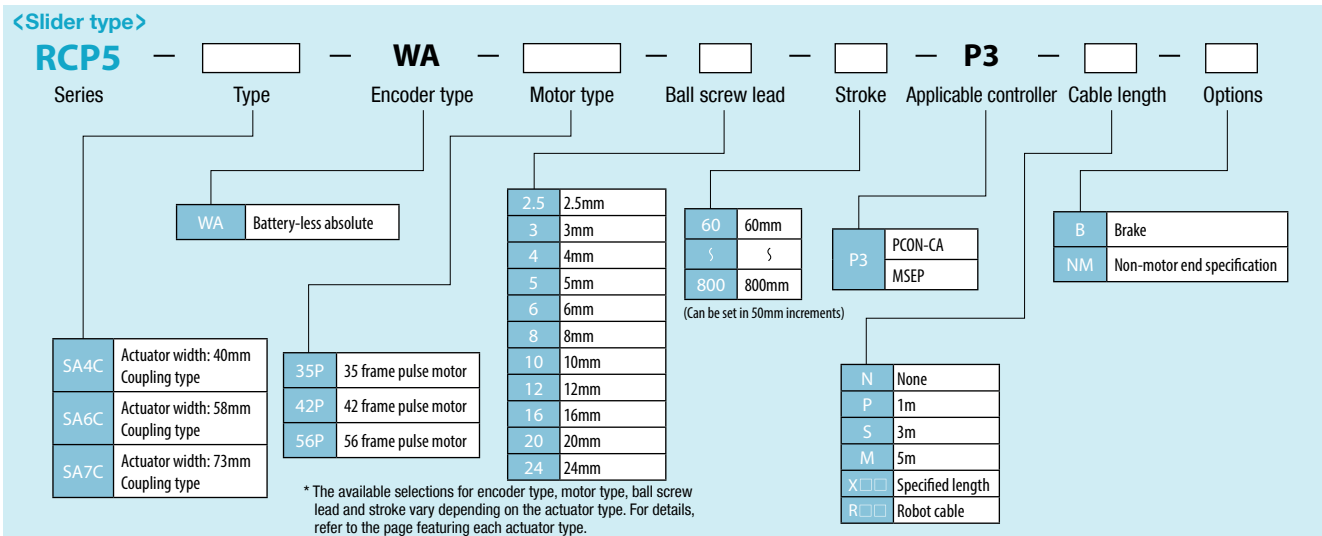 <Slider type>
RCP5 – – WA – – – – P3 – –
Series Type Encoder type Motor type Ball screw lead Stroke Applicable controller Cable length Options
WA Battery-less absolute
2.5 2.5mm
3 3mm
4 4mm
5 5mm
6 6mm
8 8mm
10 10mm
12 12mm
16 16mm
20 20mm
24 24mm
60 60mm
≀ ≀
800 800mm
(Can be set in 50mm increments)
P3 PCON-CA
MSEP
B Brake
NM Non-motor end specification
SA4C Actuator width: 40mm
Coupling type
SA6C Actuator width: 58mm
Coupling type
SA7C Actuator width: 73mm
Coupling type
35P 35 frame pulse motor
42P 42 frame pulse motor
56P 56 frame pulse motor
N None
P 1m
S 3m
M 5m
X□□ Specified length
R□□ Robot cable
* The available selections for encoder type, motor type, ball screw
lead and stroke vary depending on the actuator type. For details,
refer to the page featuring each actuator type.